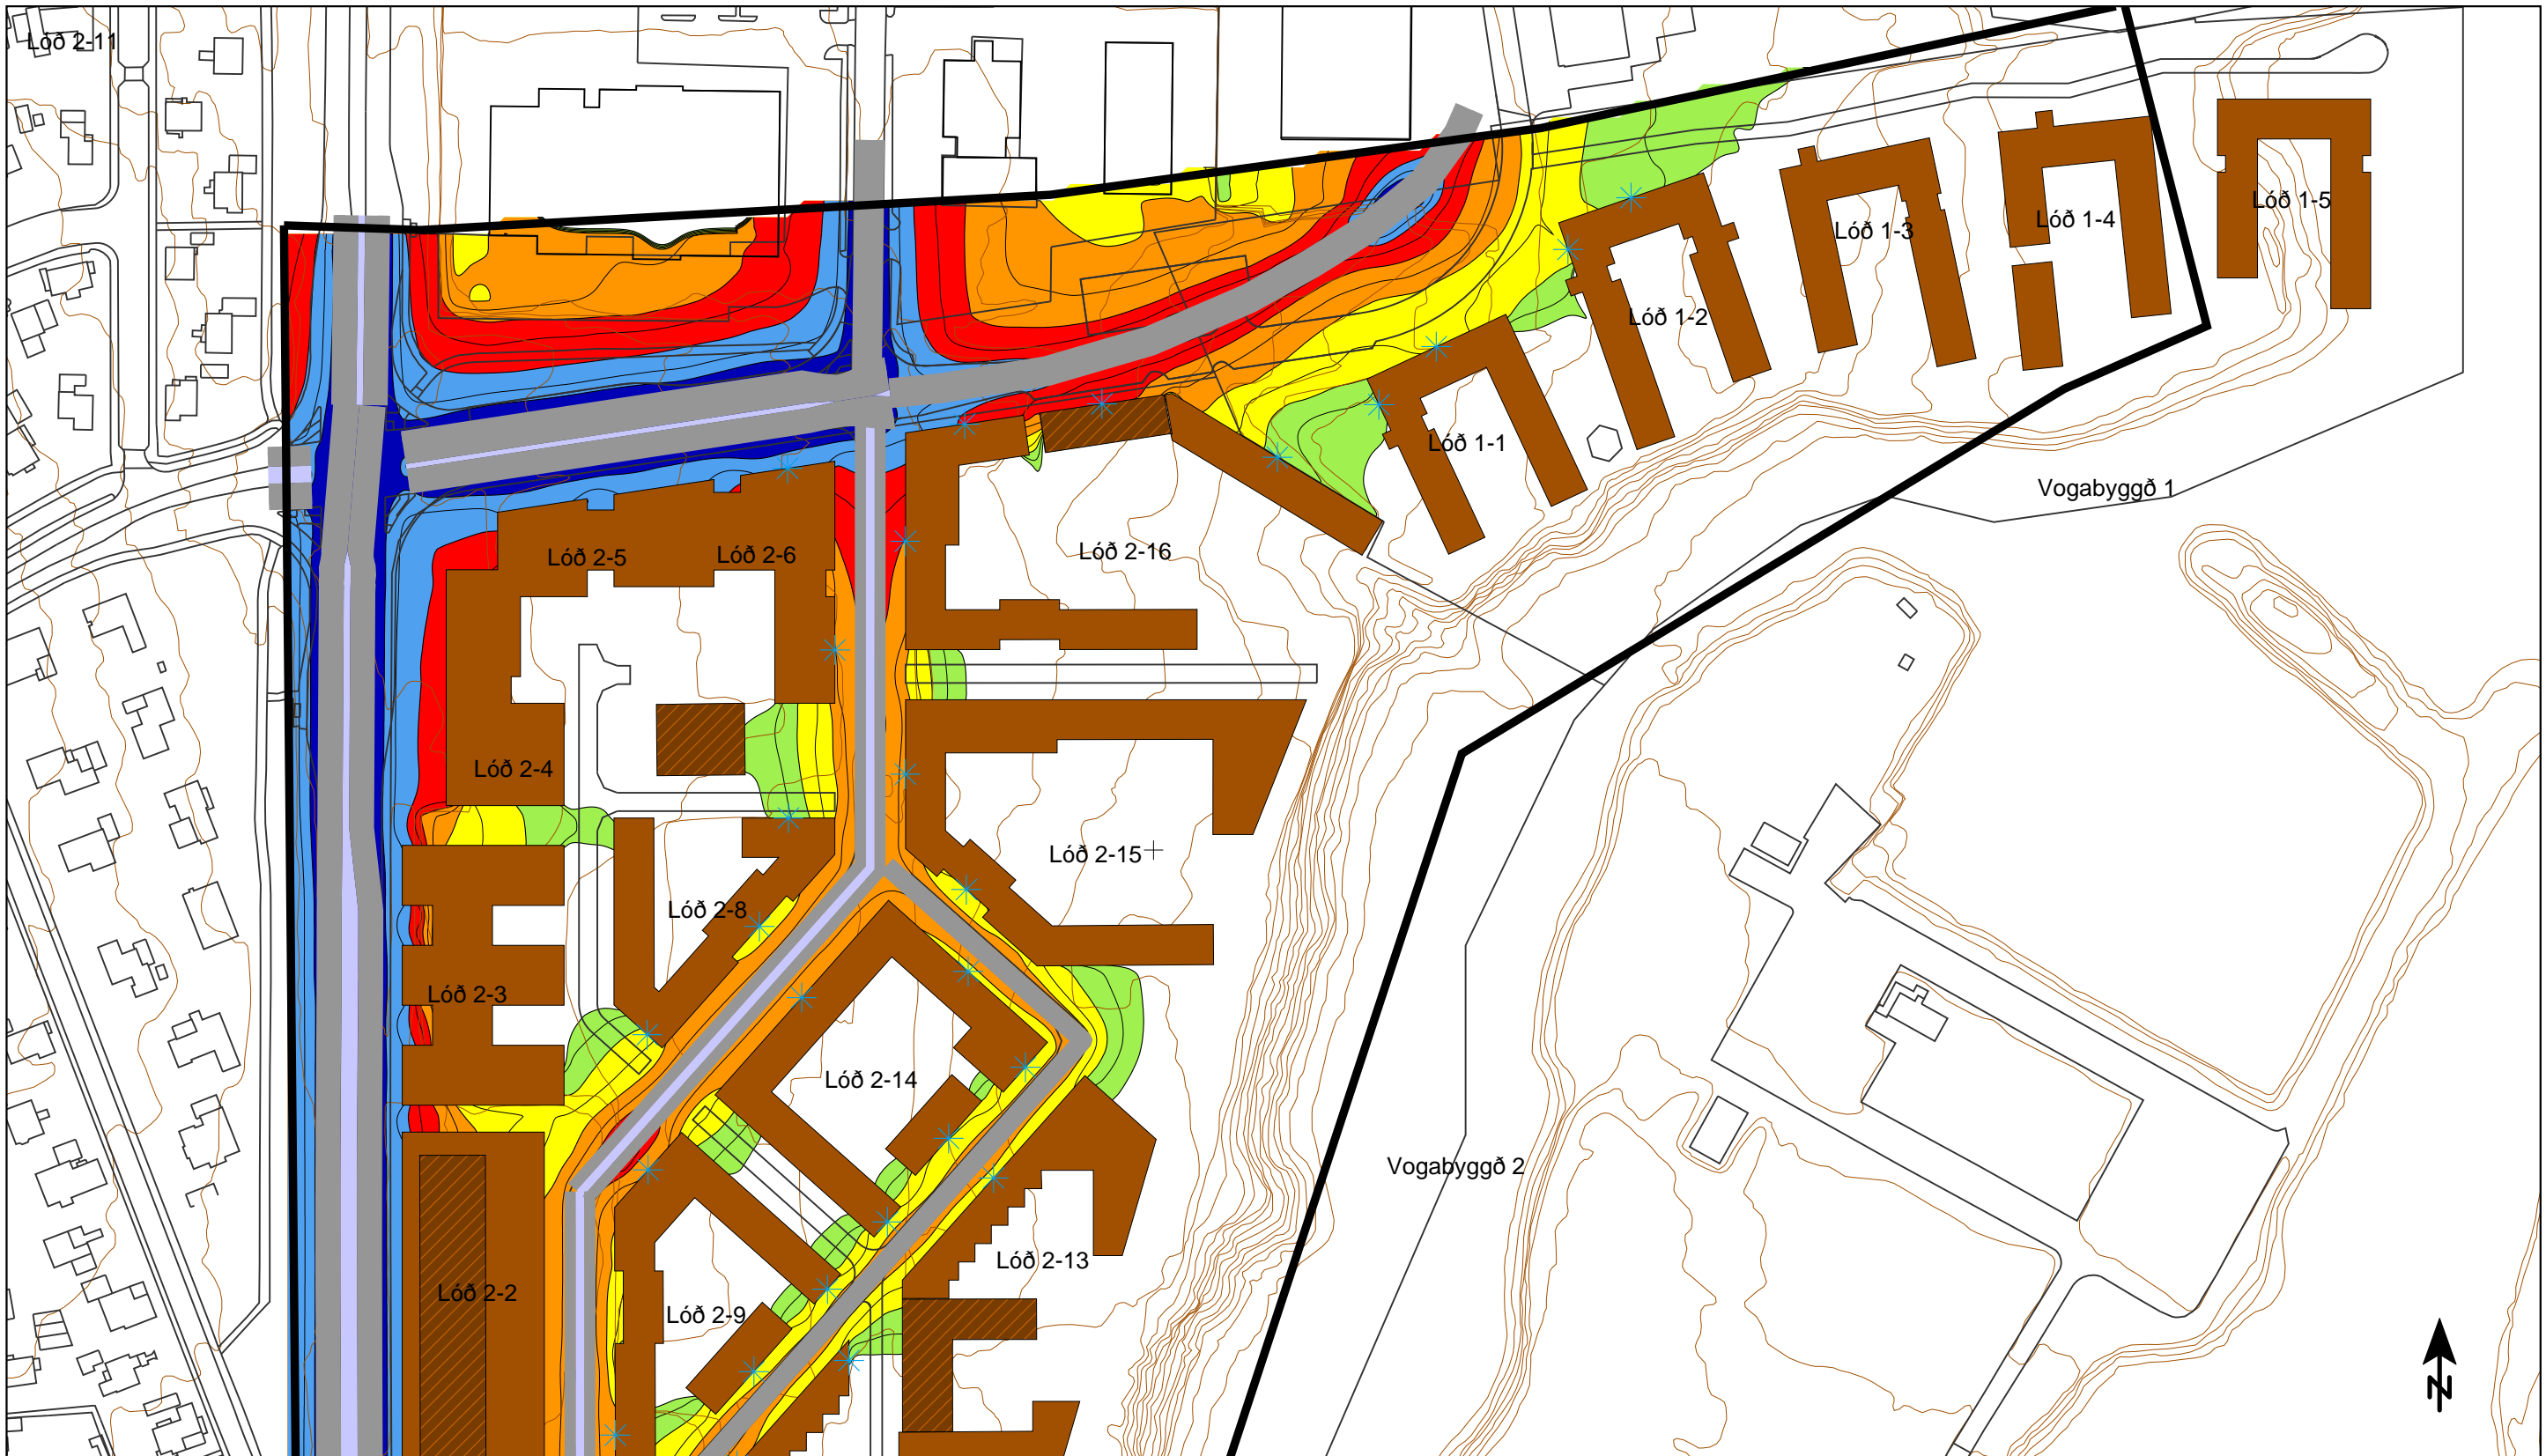 Lóð 2-11
Lóð 1-5
Lóð 1-4
Lóð 1-3
Lóð 1-2
Lóð 1-1
Vogabyggð 1
Lóð 2-5
Lóð 2-6
Lóð 2-16
Lóð 2-4
Lóð 2-15
Lóð 2-8
Lóð 2-3
Lóð 2-14
Vogabyggð 2
Lóð 2-13
Lóð 2-2
Lóð 2-9
N